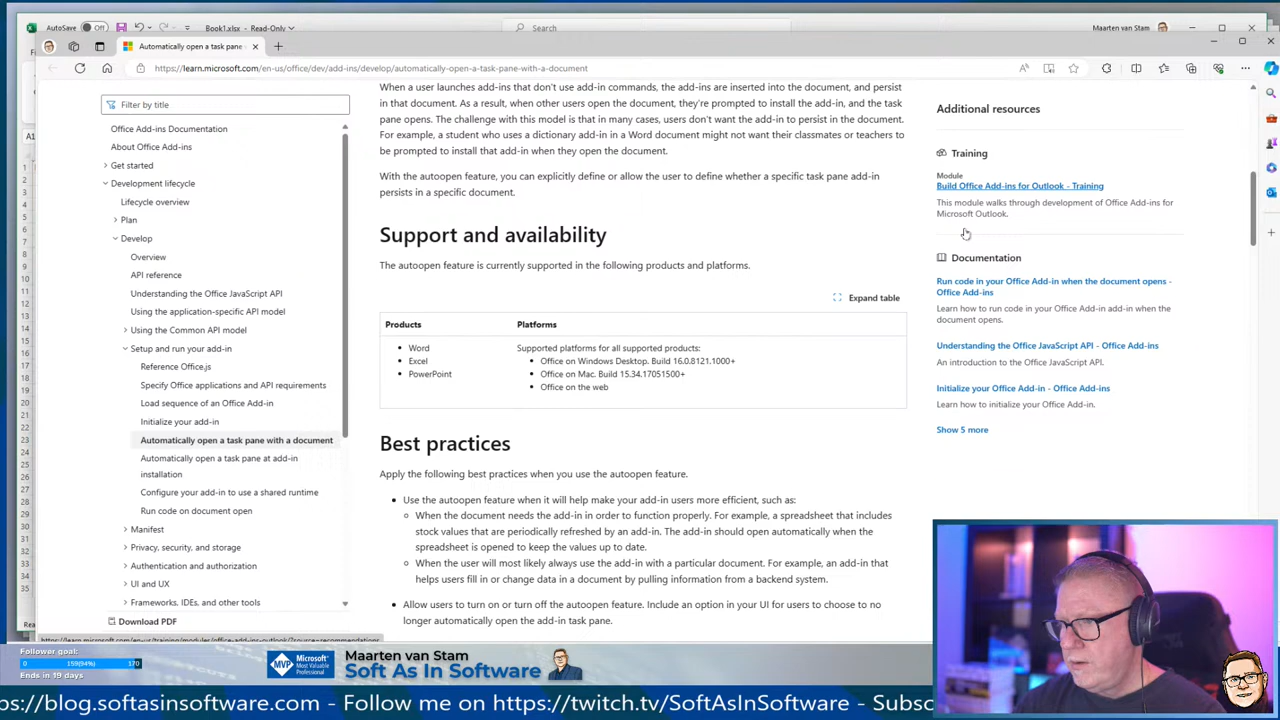 AutoSave Off Book1.xlsx - Read-Only Search Maarten van Stam
Automatically open a task pane
https://learn.microsoft.com/en-us/office/dev/add-ins/develop/automatically-open-a-task-pane-with-a-document
Filter by title
Office Add-ins Documentation
About Office Add-ins
Get started
Development lifecycle
Lifecycle overview
Plan
Develop
Overview
API reference
Understanding the Office JavaScript API
Using the application-specific API model
Using the Common API model
Setup and run your add-in
Reference Office.js
Specify Office applications and API requirements
Load sequence of an Office Add-in
Initialize your add-in
Automatically open a task pane with a document
Automatically open a task pane at add-in
installation
Configure your add-in to use a shared runtime
Run code on document open
Manifest
Privacy, security, and storage
Authentication and authorization
UI and UX
Frameworks, IDEs, and other tools
Download PDF
When a user launches add-ins that don't use add-in commands, the add-ins are inserted into the document, and persist
in that document. As a result, when other users open the document, they're prompted to install the add-in, and the task
pane opens. The challenge with this model is that in many cases, users don't want the add-in to persist in the document.
For example, a student who uses a dictionary add-in in a Word document might not want their classmates or teachers to
be prompted to install that add-in when they open the document.
With the autoopen feature, you can explicitly define or allow the user to define whether a specific task pane add-in
persists in a specific document.
Support and availability
The autoopen feature is currently supported in the following products and platforms.
Expand table
Products Platforms
Word
Excel
PowerPoint
Supported platforms for all supported products:
Office on Windows Desktop. Build 16.0.8121.1000+
Office on Mac. Build 15.34.17051500+
Office on the web
Best practices
Apply the following best practices when you use the autoopen feature.
Use the autoopen feature when it will help make your add-in users more efficient, such as:
When the document needs the add-in in order to function properly. For example, a spreadsheet that includes
stock values that are periodically refreshed by an add-in. The add-in should open automatically when the
spreadsheet is opened to keep the values up to date.
When the user will most likely always use the add-in with a particular document. For example, an add-in that
helps users fill in or change data in a document by pulling information from a backend system.
Allow users to turn on or turn off the autoopen feature. Include an option in your UI for users to choose to no
longer automatically open the add-in task pane.
Additional resources
Training
Module
Build Office Add-ins for Outlook - Training
This module walks through development of Office Add-ins for
Microsoft Outlook.
Documentation
Run code in your Office Add-in when the document opens -
Office Add-ins
Learn how to run code in your Office Add-in add-in when the
document opens.
Understanding the Office JavaScript API - Office Add-ins
An introduction to the Office JavaScript API.
Initialize your Office Add-in - Office Add-ins
Learn how to initialize your Office Add-in.
Show 5 more
https://learn.microsoft.com/en-us/training/modules/office-add-ins-outlook/?source=recommendations
Follower goal:
0 159(94%) 170
Ends in 19 days
MVP Microsoft Most Valuable Professional
Maarten van Stam
Soft As In Software
ps://blog.softasinsoftware.com - Follow me on https://twitch.tv/SoftAsInSoftware - Subsc